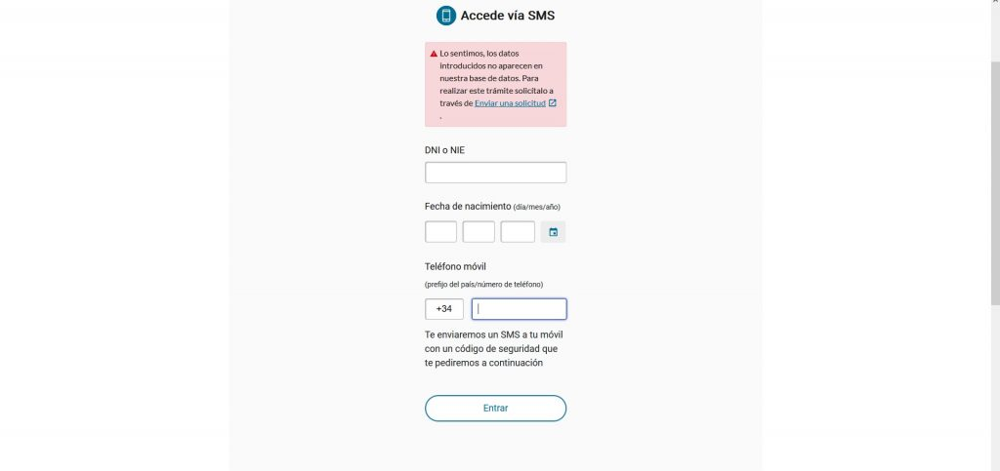 Accede vía SMS
Lo sentimos, los datos
introducidos no aparecen en
nuestra base de datos. Para
realizar este trámite solicítalo a
través de Enviar una solicitud
.
DNI o NIE
Fecha de nacimiento (día/mes/año)
Teléfono móvil
(prefijo del país/número de teléfono)
+34
Te enviaremos un SMS a tu móvil
con un código de seguridad que
te pediremos a continuación
Entrar